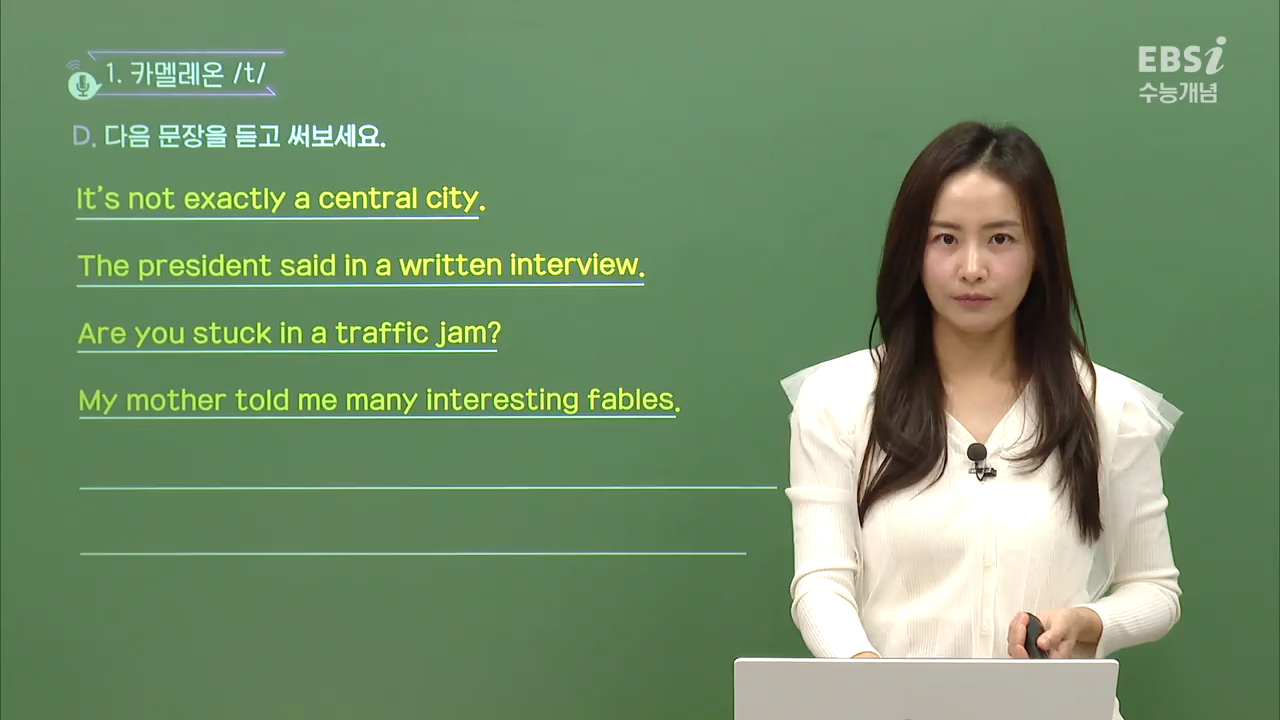 1. 카멜레온 /t/
EBSi
수능개념
D. 다음 문장을 듣고 써보세요.
It's not exactly a central city.
The president said in a written interview.
Are you stuck in a traffic jam?
My mother told me many interesting fables.